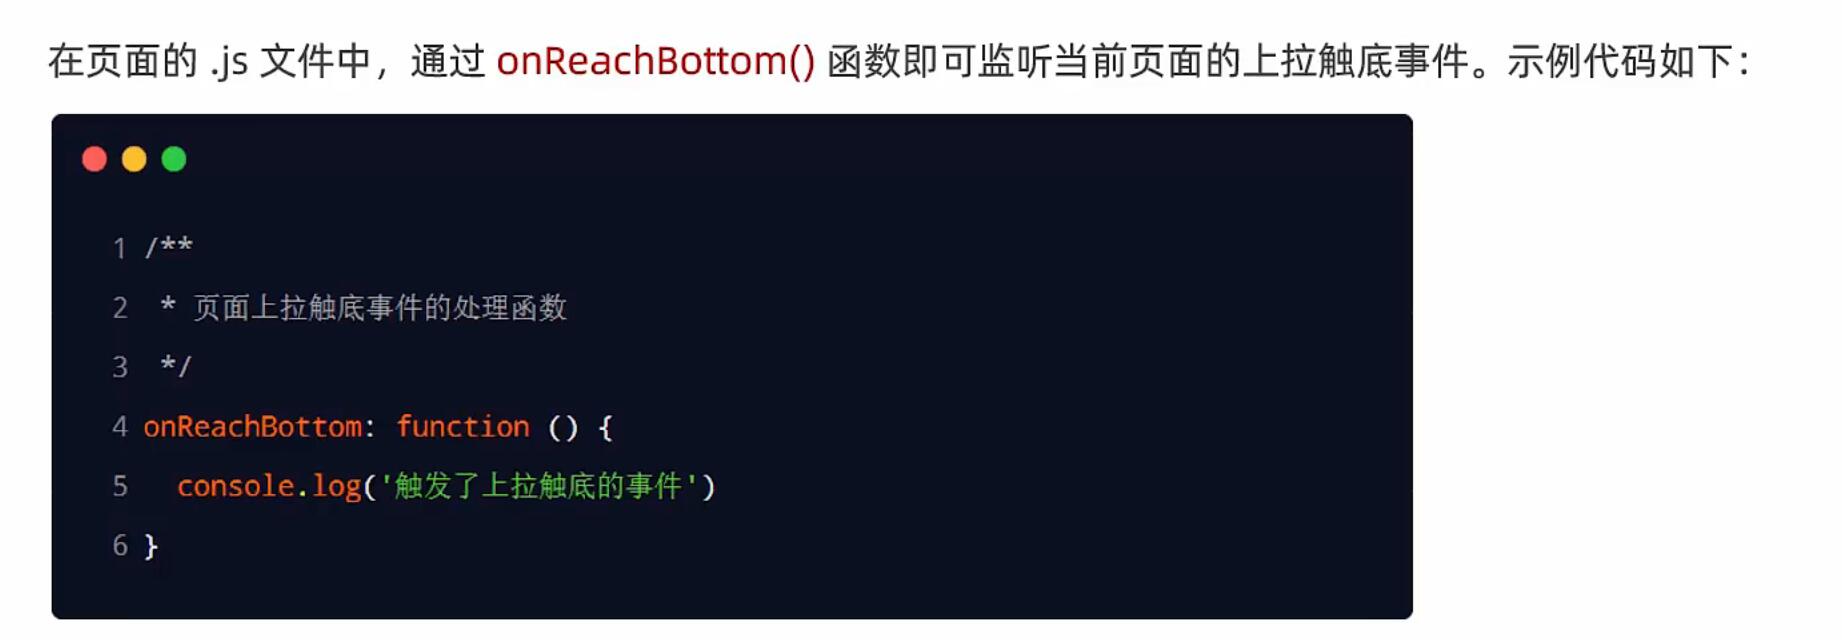 在页面的 .js 文件中，通过 onReachBottom() 函数即可监听当前页面的上拉触底事件。示例代码如下：
1 /**
2  * 页面上拉触底事件的处理函数
3  */
4 onReachBottom: function () {
5   console.log('触发了上拉触底的事件')
6 }